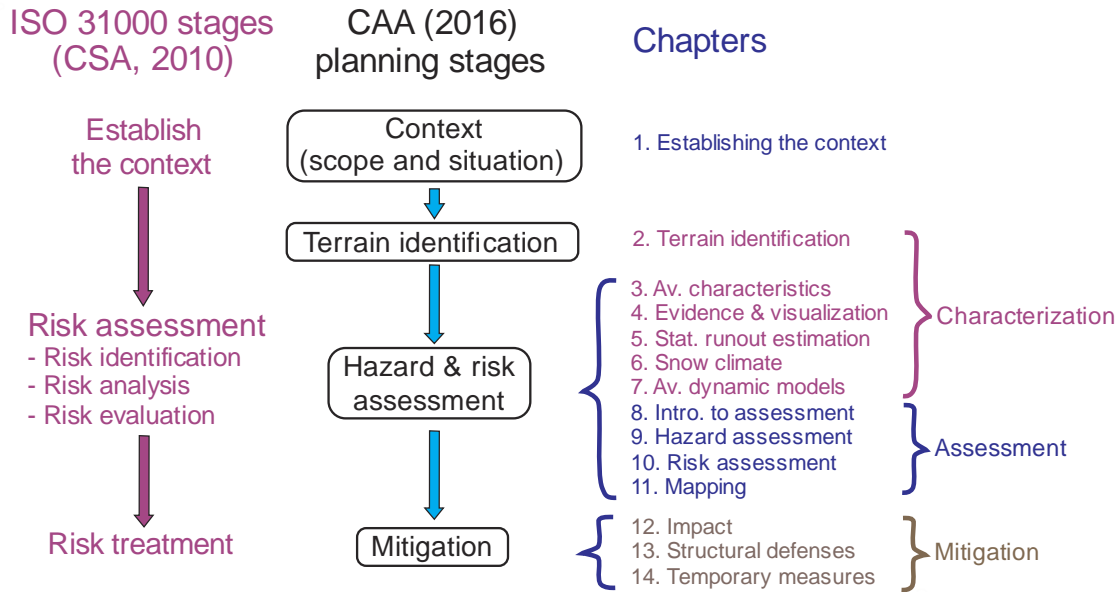 ISO 31000 stages
(CSA, 2010)
Establish
the context
Risk assessment
- Risk identification
- Risk analysis
- Risk evaluation
Risk treatment
CAA (2016)
planning stages
Context
(scope and situation)
Terrain identification
Hazard & risk
assessment
Mitigation
Chapters
1. Establishing the context
2. Terrain identification
3. Av. characteristics
4. Evidence & visualization
5. Stat. runout estimation
6. Snow climate
7. Av. dynamic models
8. Intro. to assessment
9. Hazard assessment
10. Risk assessment
11. Mapping
12. Impact
13. Structural defenses
14. Temporary measures
Characterization
Assessment
Mitigation